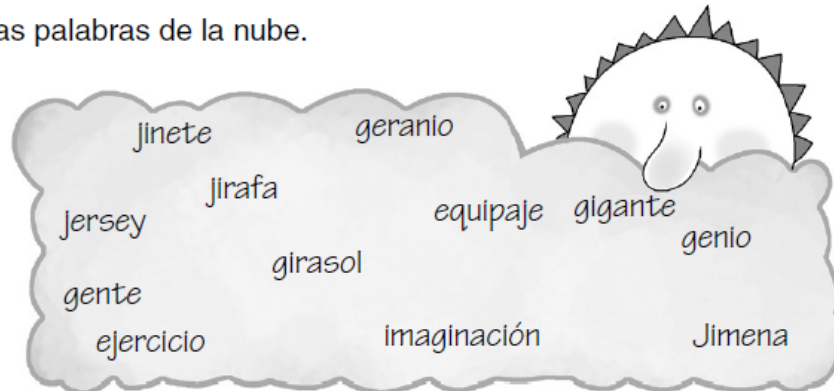 as palabras de la nube.
jinete
geranio
jirafa
jersey
equipaje
gigante
genio
girasol
gente
ejercicio
imaginación
Jimena